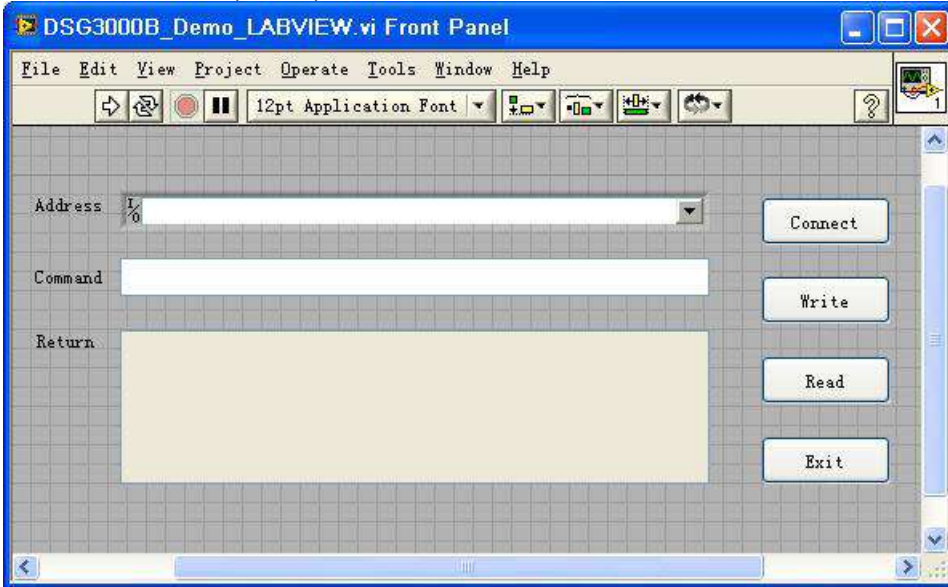 DSG3000B_Demo_LABVIEW.vi Front Panel
File Edit View Project Operate Tools Window Help
12pt Application Font
1
Address I/O
Connect
Command
Write
Return
Read
Exit